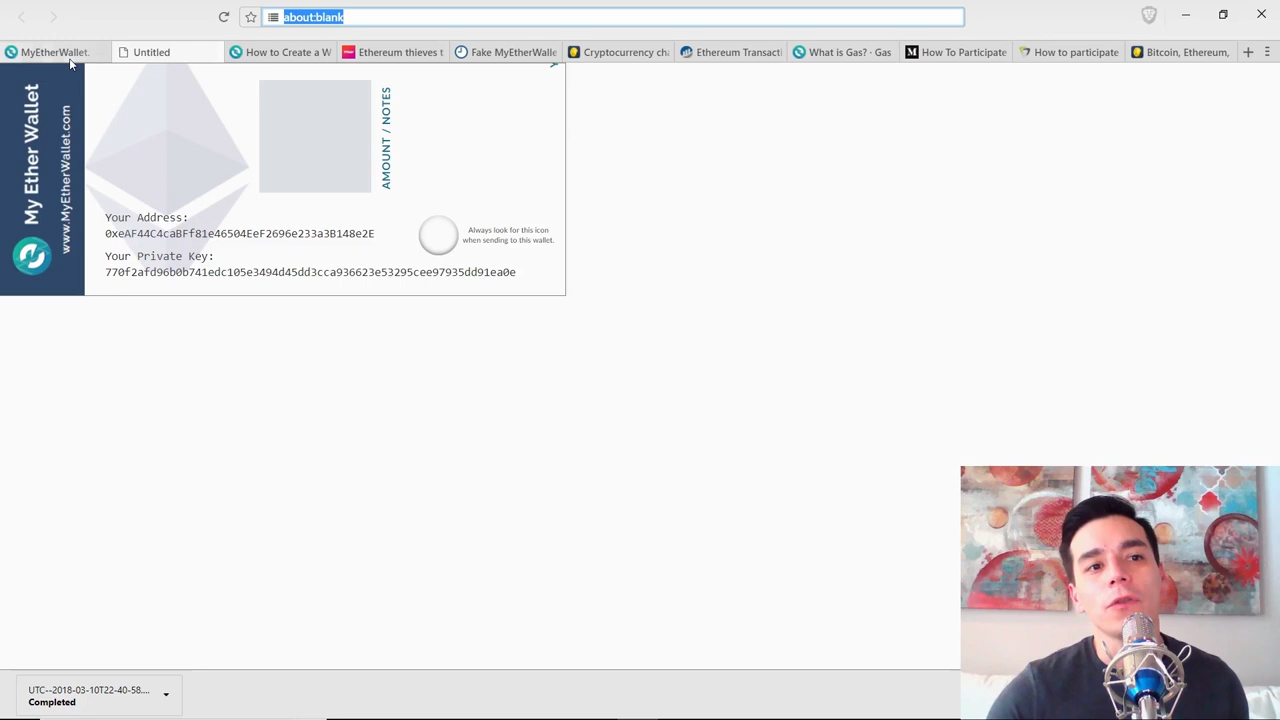 about:blank
MyEtherWallet.
Untitled
How to Create a W
Ethereum thieves t
Fake MyEtherWalle
Cryptocurrency cha
Ethereum Transacti
What is Gas? · Gas
How To Participate
How to participate
Bitcoin, Ethereum,
My Ether Wallet
www.MyEtherWallet.com
AMOUNT / NOTES
Your Address:
0xeAF44C4caBFf81e46504EeF2696e233a3B148e2E
Your Private Key:
770f2afd96b0b741edc105e3494d45dd3cca936623e53295cee97935dd91ea0e
Always look for this icon
when sending to this wallet.
UTC--2018-03-10T22-40-58....
Completed